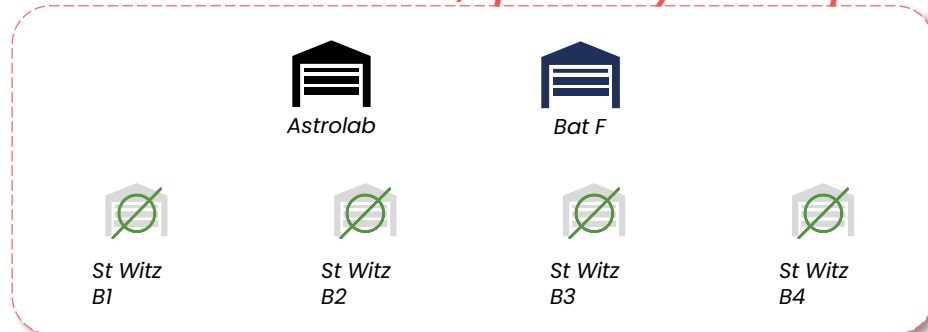 Astrolab
Bat F
St Witz
B1
St Witz
B2
St Witz
B3
St Witz
B4